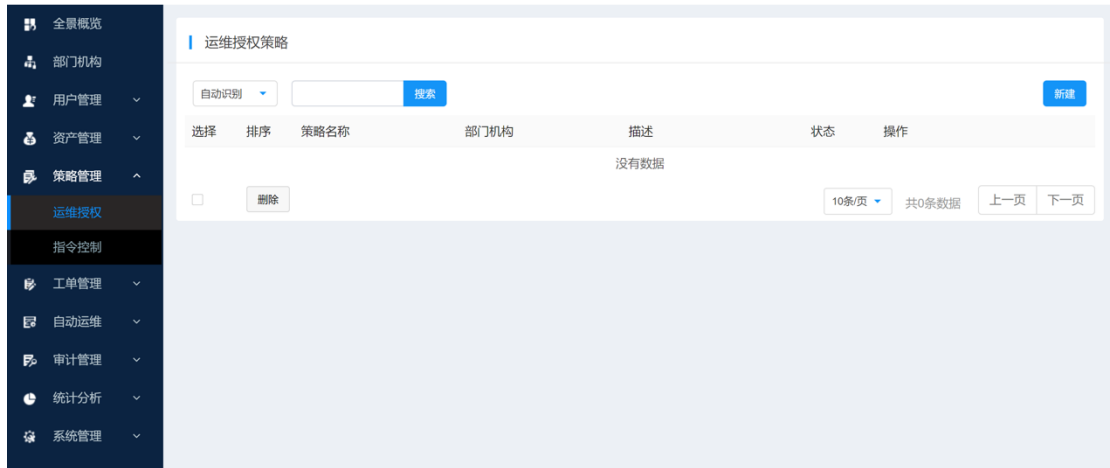 全景概览
部门机构
用户管理
资产管理
策略管理
运维授权
指令控制
工单管理
自动运维
审计管理
统计分析
系统管理
运维授权策略
自动识别 搜索 新建
选择 排序 策略名称 部门机构 描述 状态 操作
没有数据
删除 10条/页 共0条数据 上一页 下一页